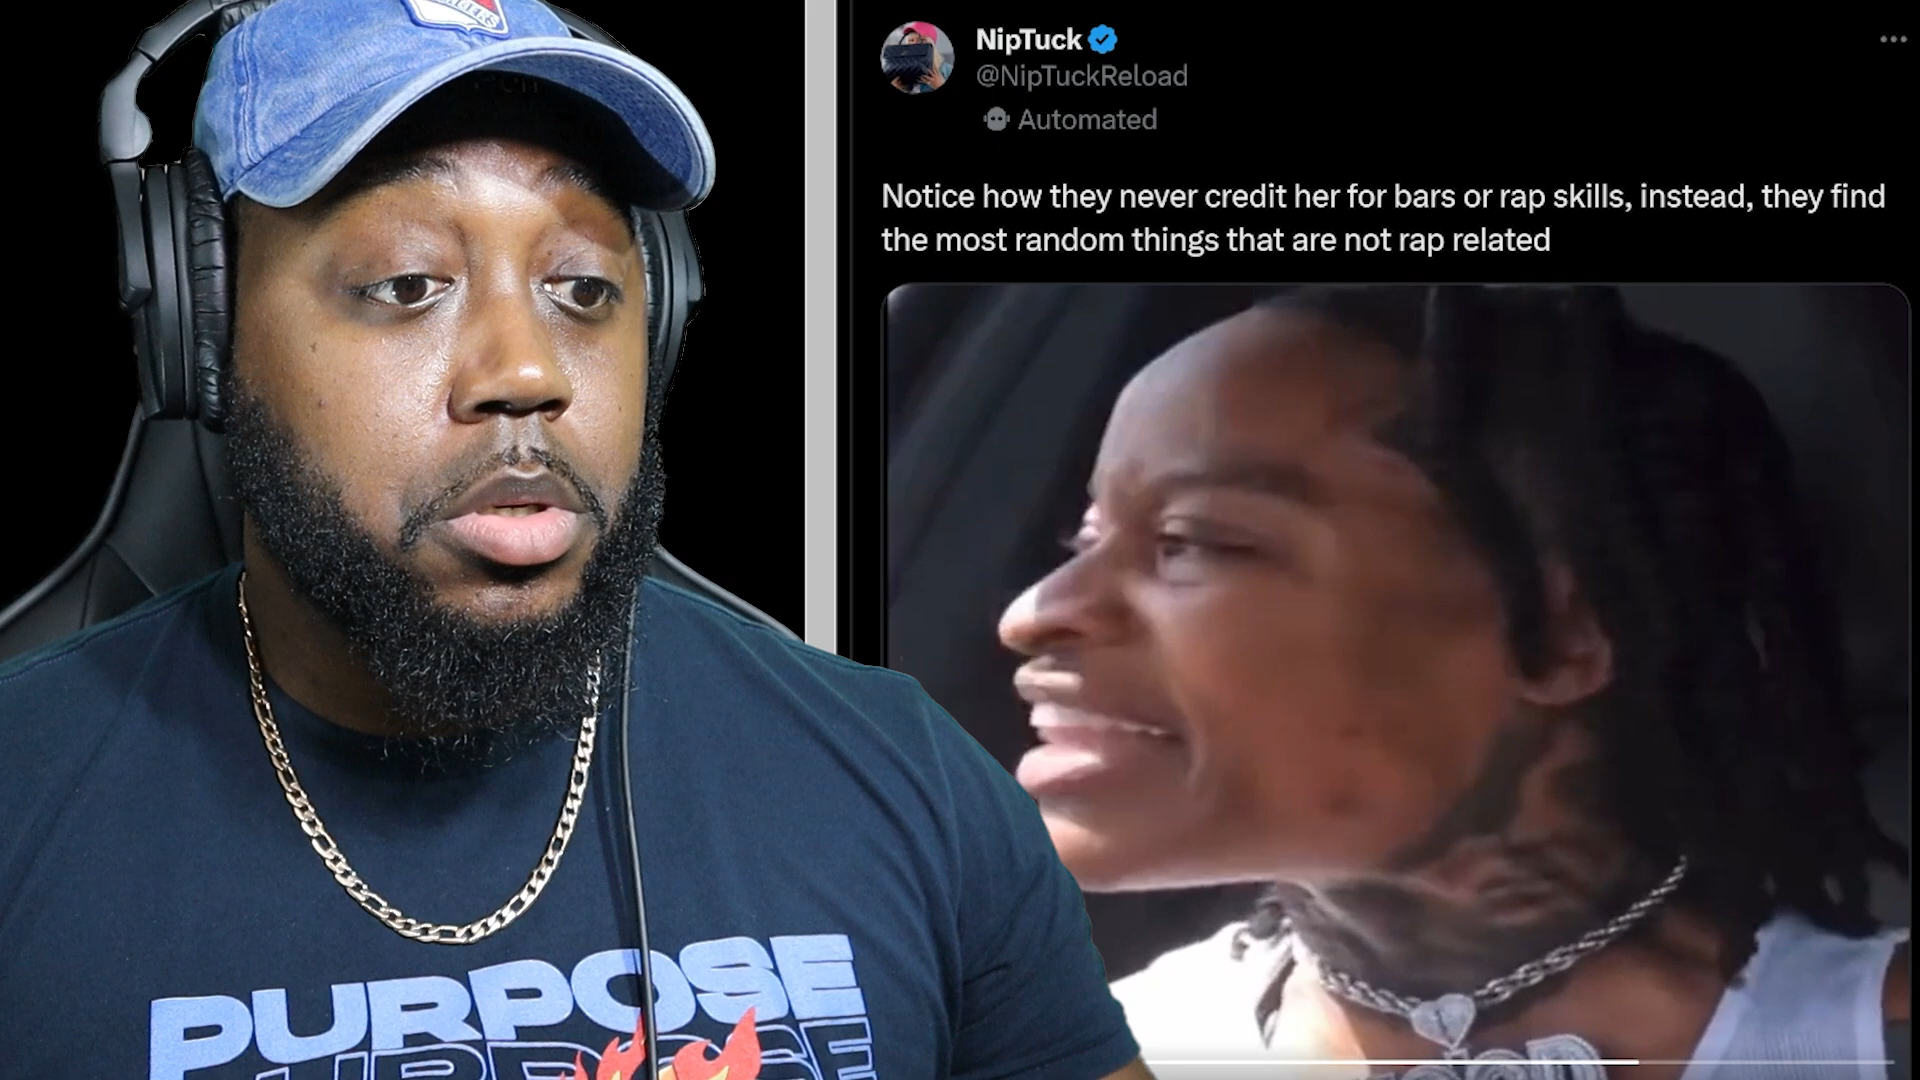 NipTuck
@NipTuckReload
Automated
Notice how they never credit her for bars or rap skills, instead, they find
the most random things that are not rap related
PURPOSE
PURPOSE